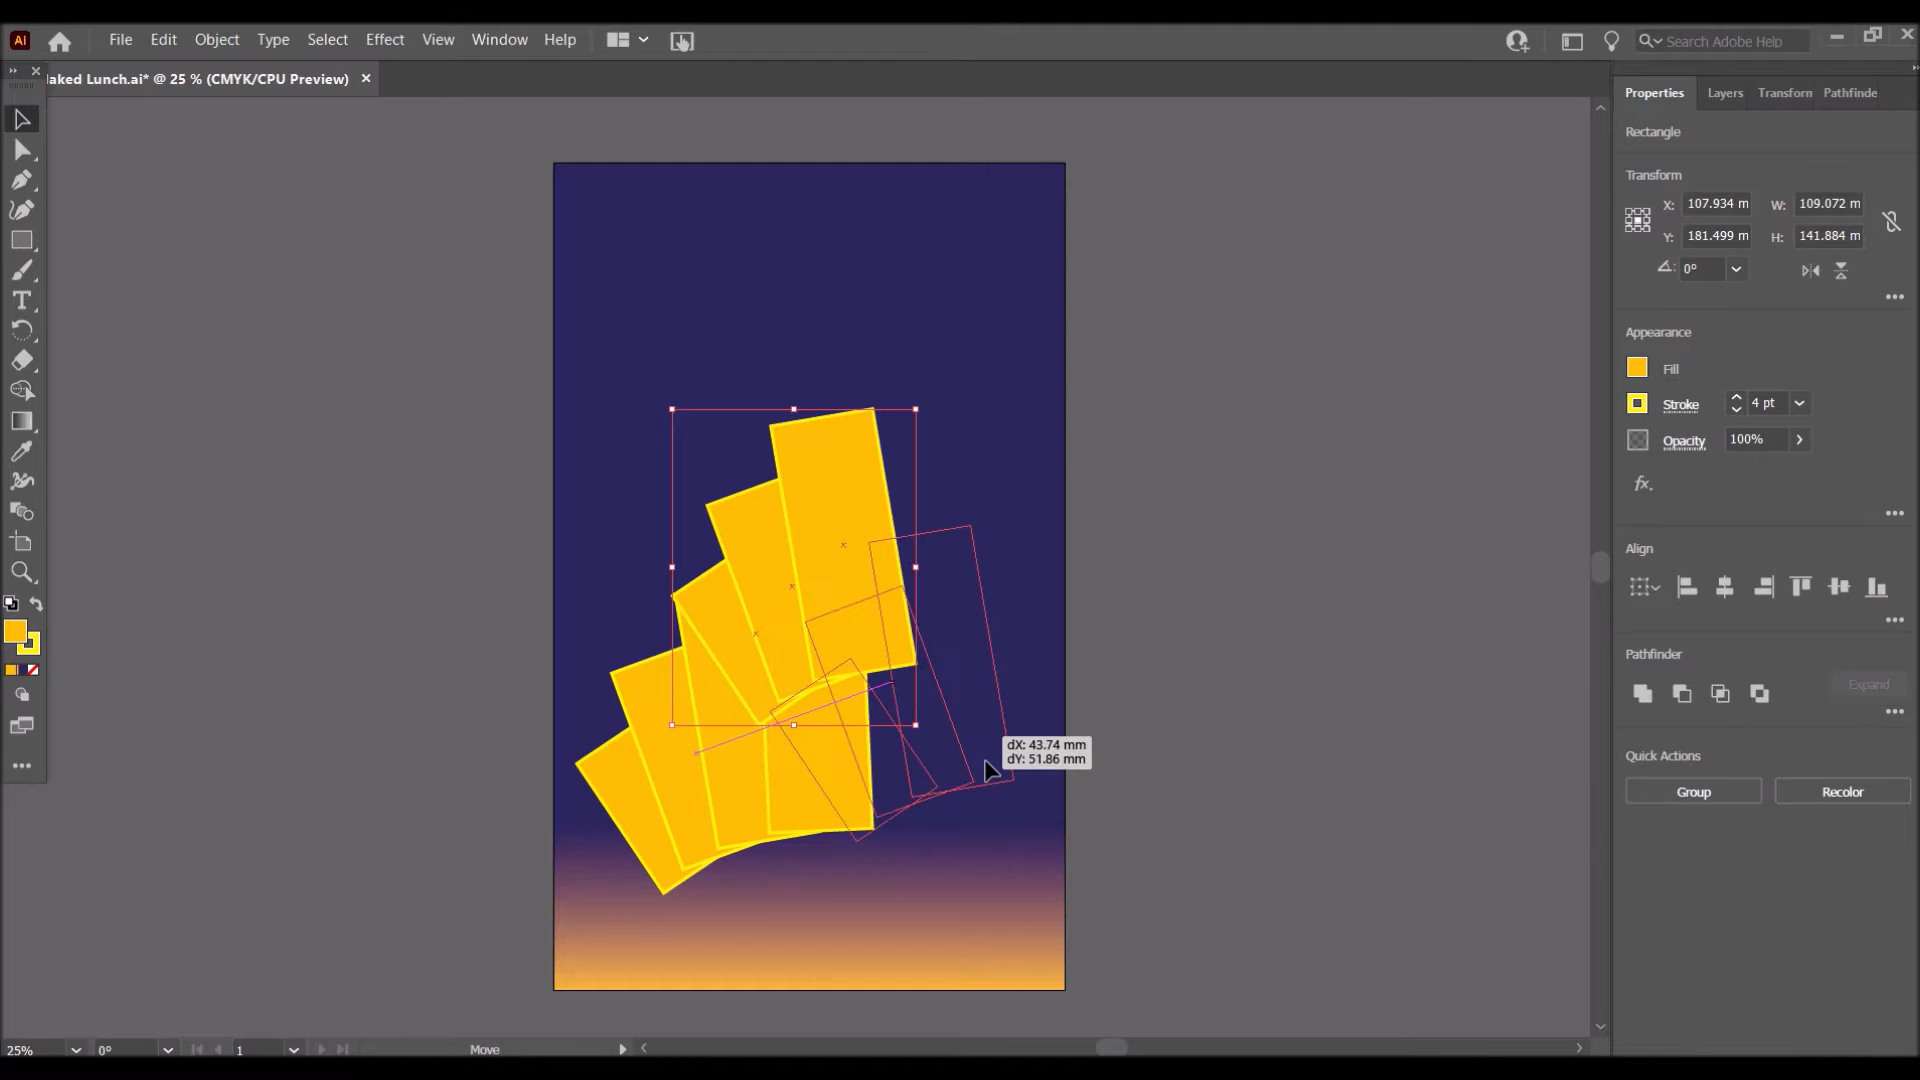 Ai File Edit Object Type Select Effect View Window Help Search Adobe Help
aked Lunch.ai* @ 25 % (CMYK/CPU Preview)
Properties Layers Transform Pathfinde
Rectangle
Transform
X: 107.934 m W: 109.072 m
Y: 181.499 m H: 141.884 m
0°
Appearance
Fill
Stroke 4 pt
Opacity 100%
fx.
Align
Pathfinder
Expand
dX: 43.74 mm
dY: 51.86 mm
Quick Actions
Group Recolor
25% 0° 1 Move